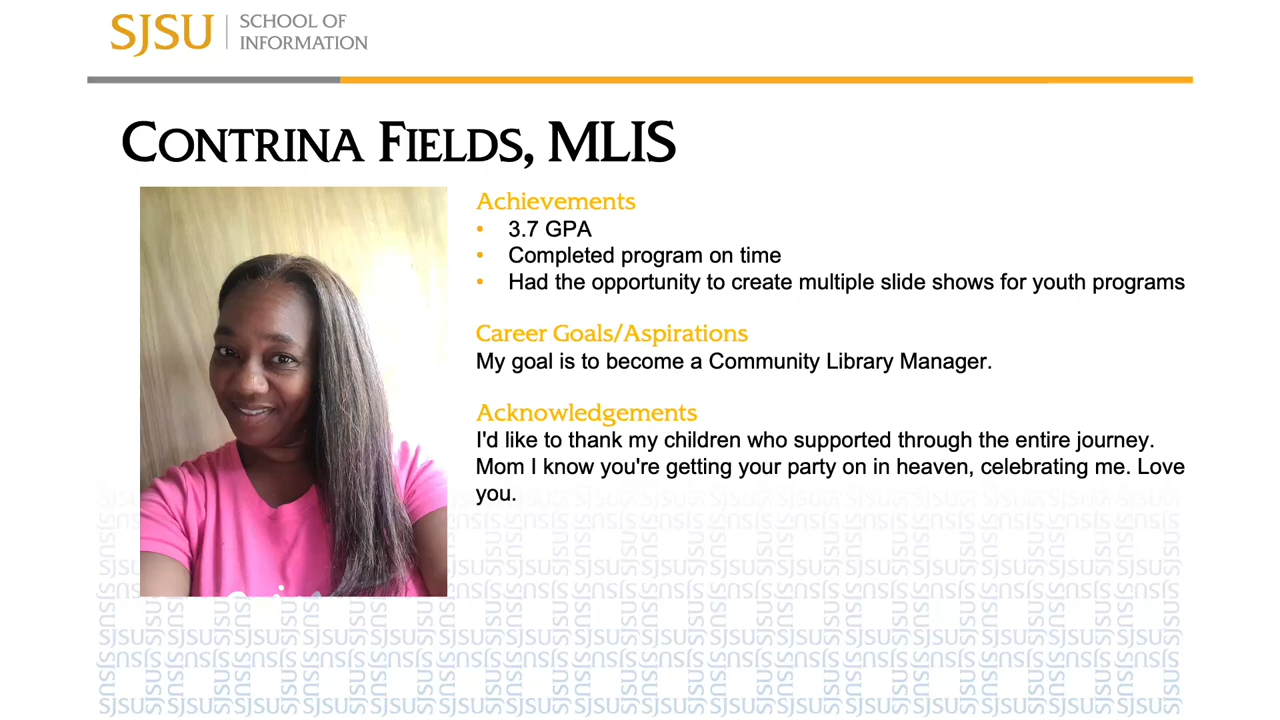 SJSU
SCHOOL OF
INFORMATION
CONTRINA FIELDS, MLIS
Achievements
• 3.7 GPA
• Completed program on time
• Had the opportunity to create multiple slide shows for youth programs
Career Goals/Aspirations
My goal is to become a Community Library Manager.
Acknowledgements
I'd like to thank my children who supported through the entire journey.
Mom I know you're getting your party on in heaven, celebrating me. Love
you.